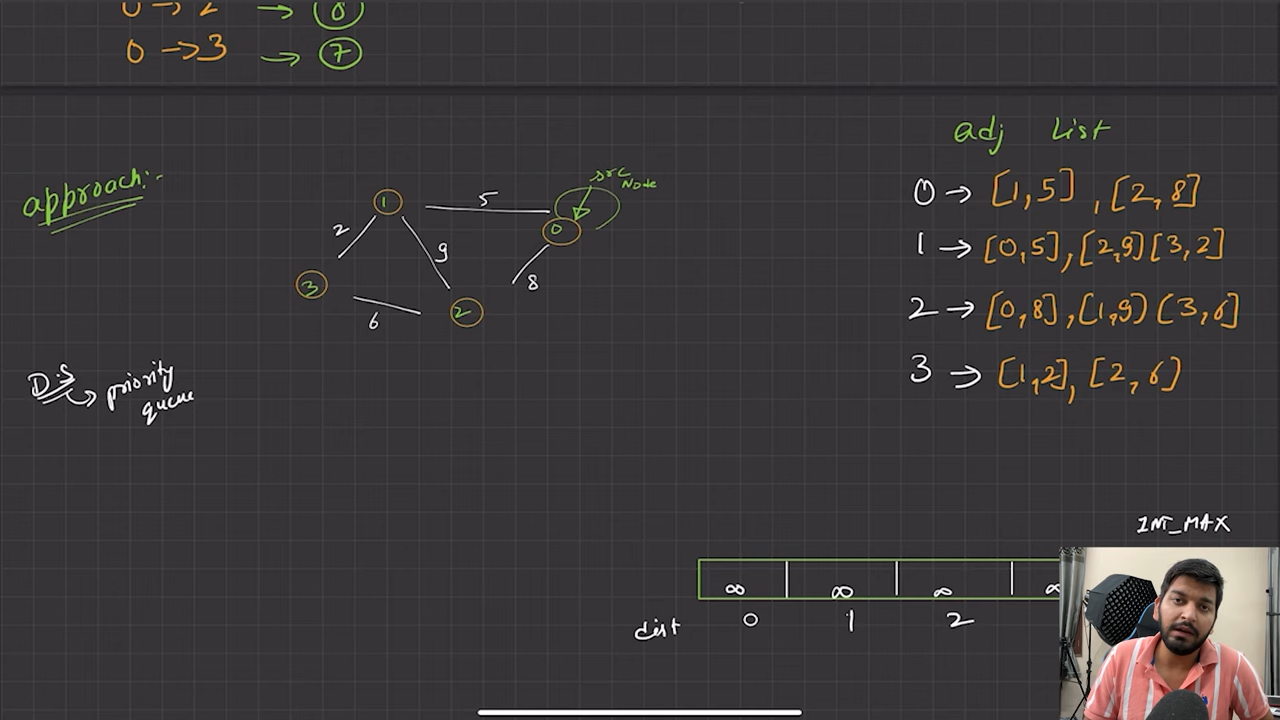 0 → 2 → 8
0 → 3 → 7
adj List
approach:-
src Node
1 5 0
2 9 8
3 6 2
0 → [1,5] , [2,8]
1 → [0,5], [2,9] [3,2]
2 → [0,8], [1,9) [3,6]
3 → [1,2], [2,6]
D.S → priority
queue
INT_MAX
∞ ∞ ∞ ∞
dist 0 1 2